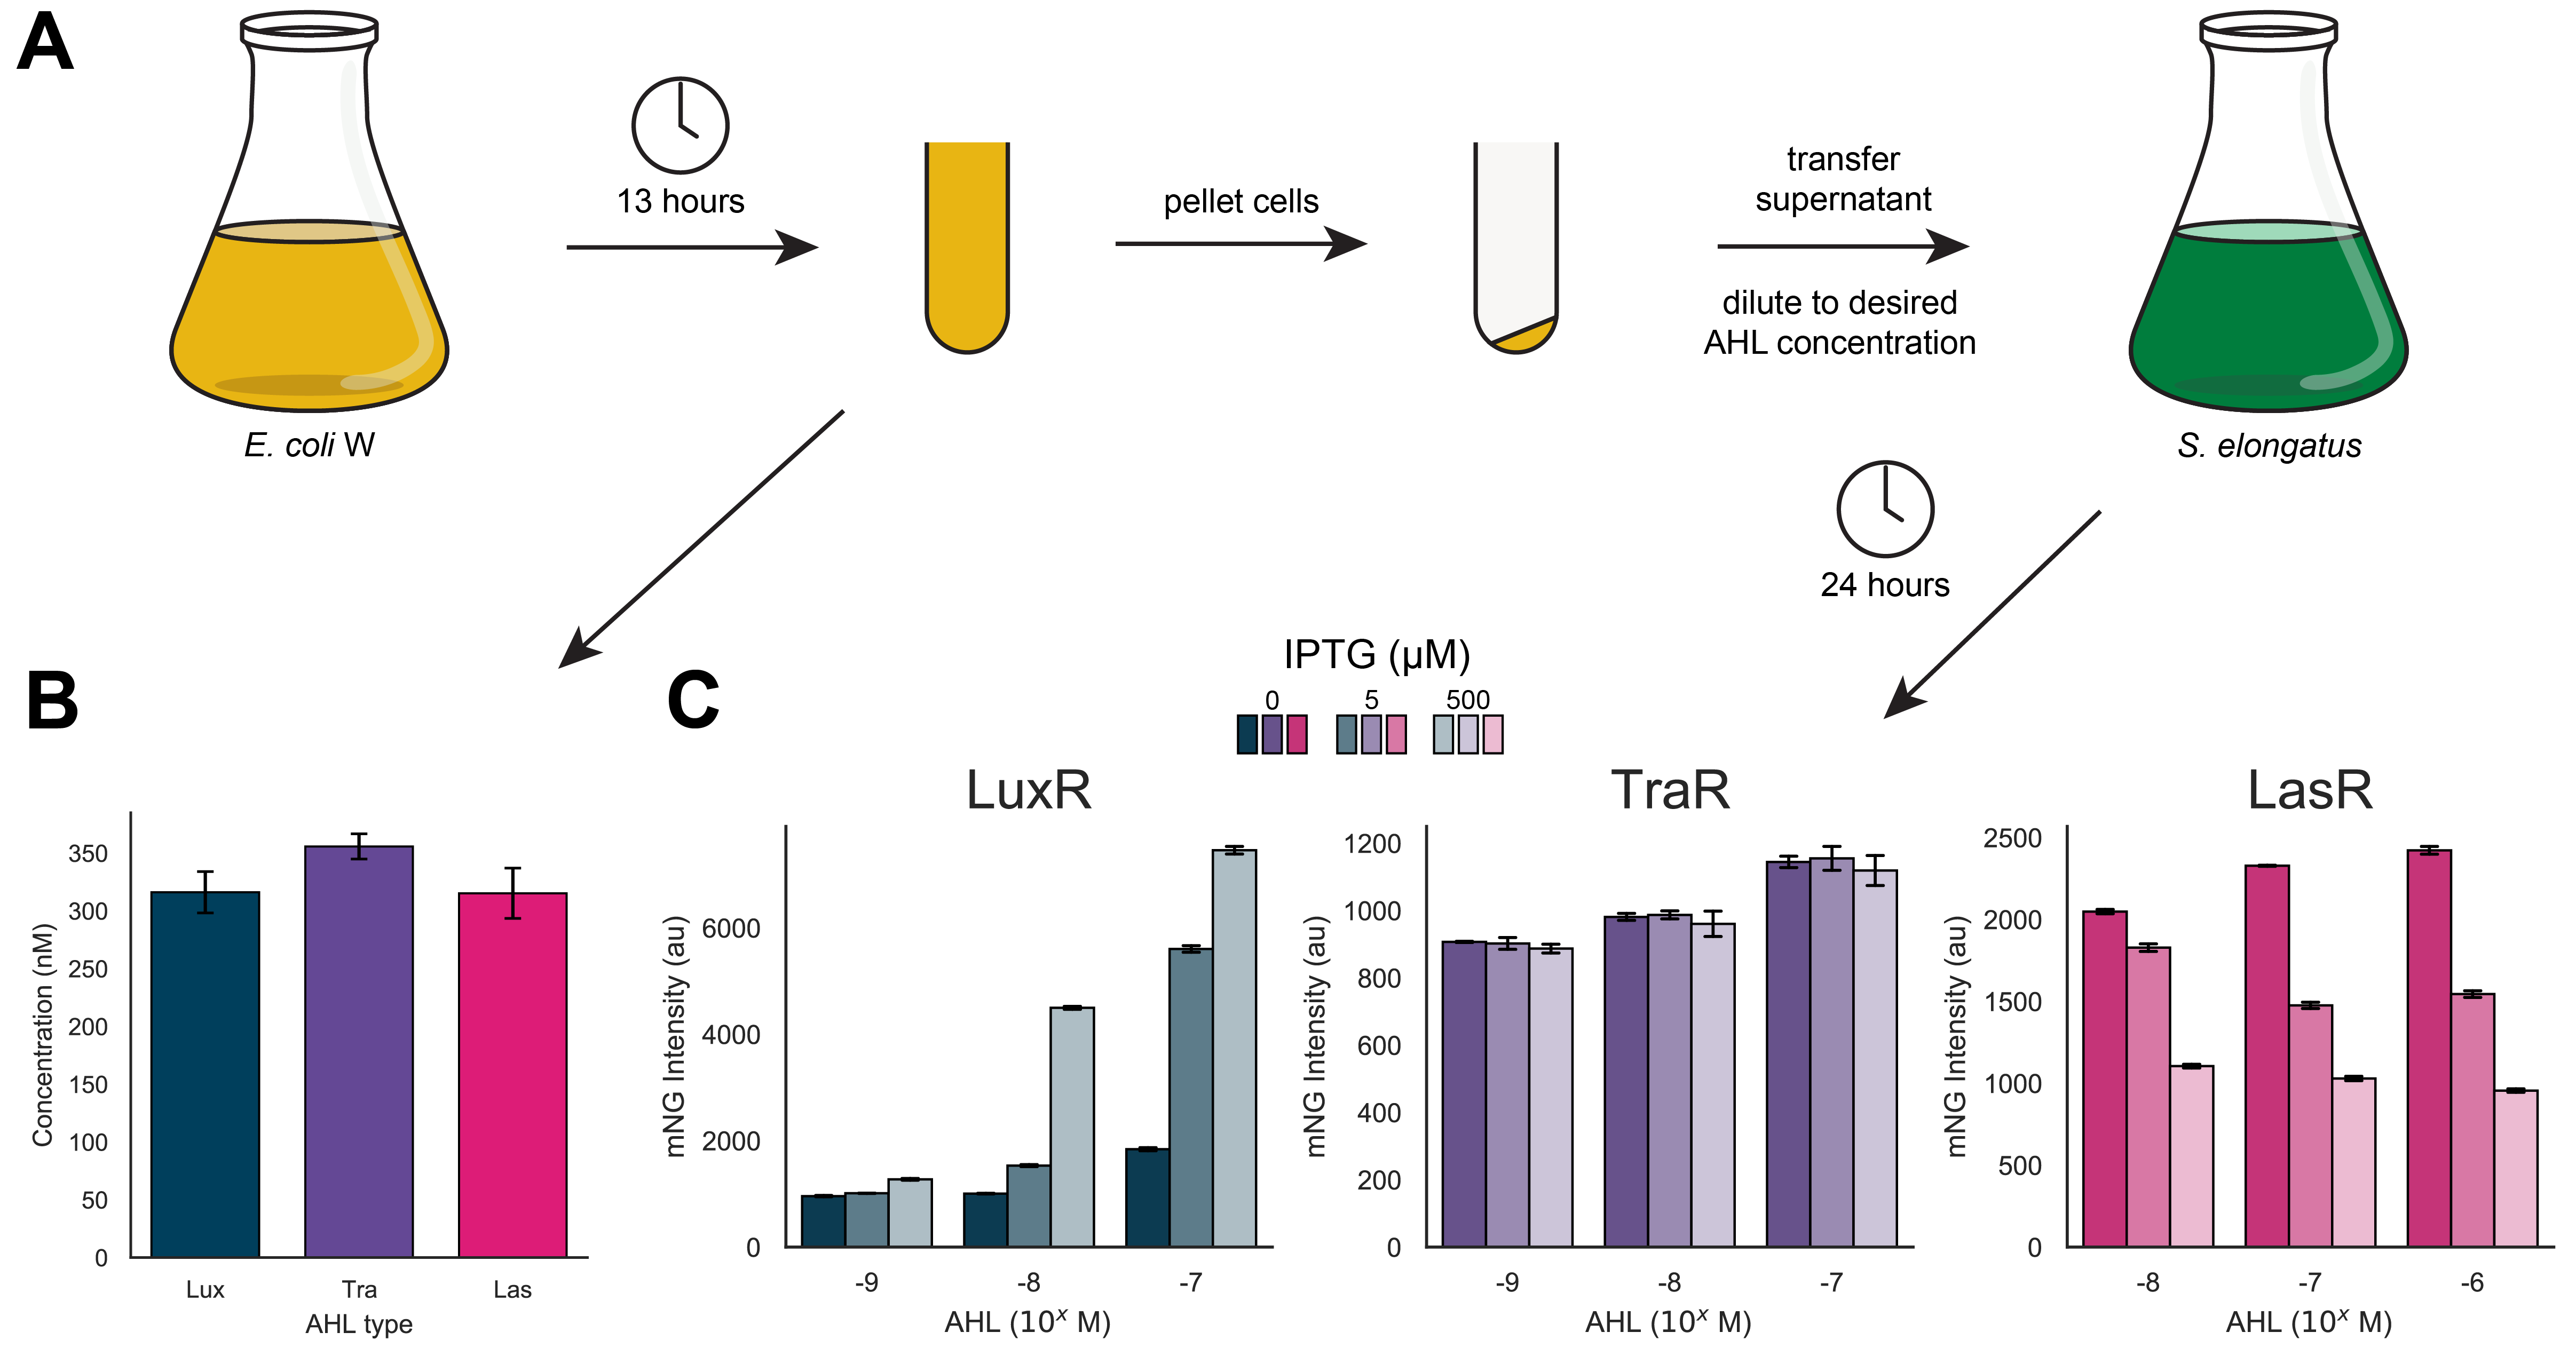 A
13 hours
pellet cells
transfer
supernatant
dilute to desired
AHL concentration
E. coli W
S. elongatus
24 hours
B
Concentration (nM)
350
300
250
200
150
100
50
0
Lux Tra Las
AHL type
C
IPTG (µM)
0 5 500
LuxR
mNG Intensity (au)
6000
4000
2000
0
-9 -8 -7
AHL (10^x M)
TraR
mNG Intensity (au)
1200
1000
800
600
400
200
0
-9 -8 -7
AHL (10^x M)
LasR
mNG Intensity (au)
2500
2000
1500
1000
500
0
-8 -7 -6
AHL (10^x M)